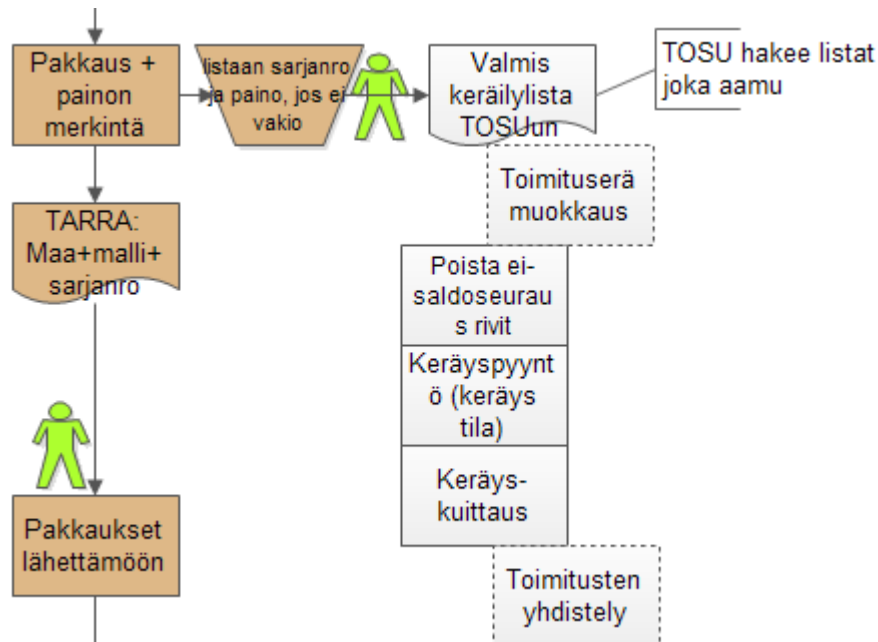 Pakkaus +
painon
merkintä
listaan sarjanro
ja paino, jos ei
vakio
Valmis
keräilylista
TOSUun
TOSU hakee listat
joka aamu
Toimituserä
muokkaus
TARRA:
Maa+malli+
sarjanro
Poista ei-
saldoseurau
s rivit
Keräyspyynt
ö (keräys
tila)
Keräys-
kuittaus
Pakkaukset
lähettämöön
Toimitusten
yhdistely